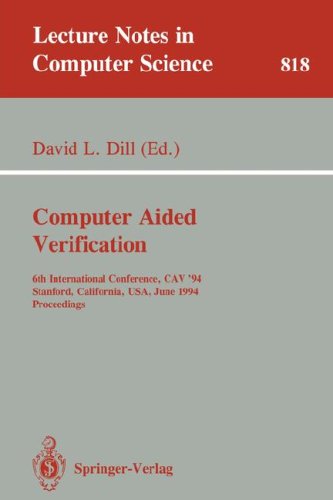 Lecture Notes in
Computer Science
818
David L. Dill (Ed.)
Computer Aided
Verification
6th International Conference, CAV '94
Stanford, California, USA, June 1994
Proceedings
Springer-Verlag